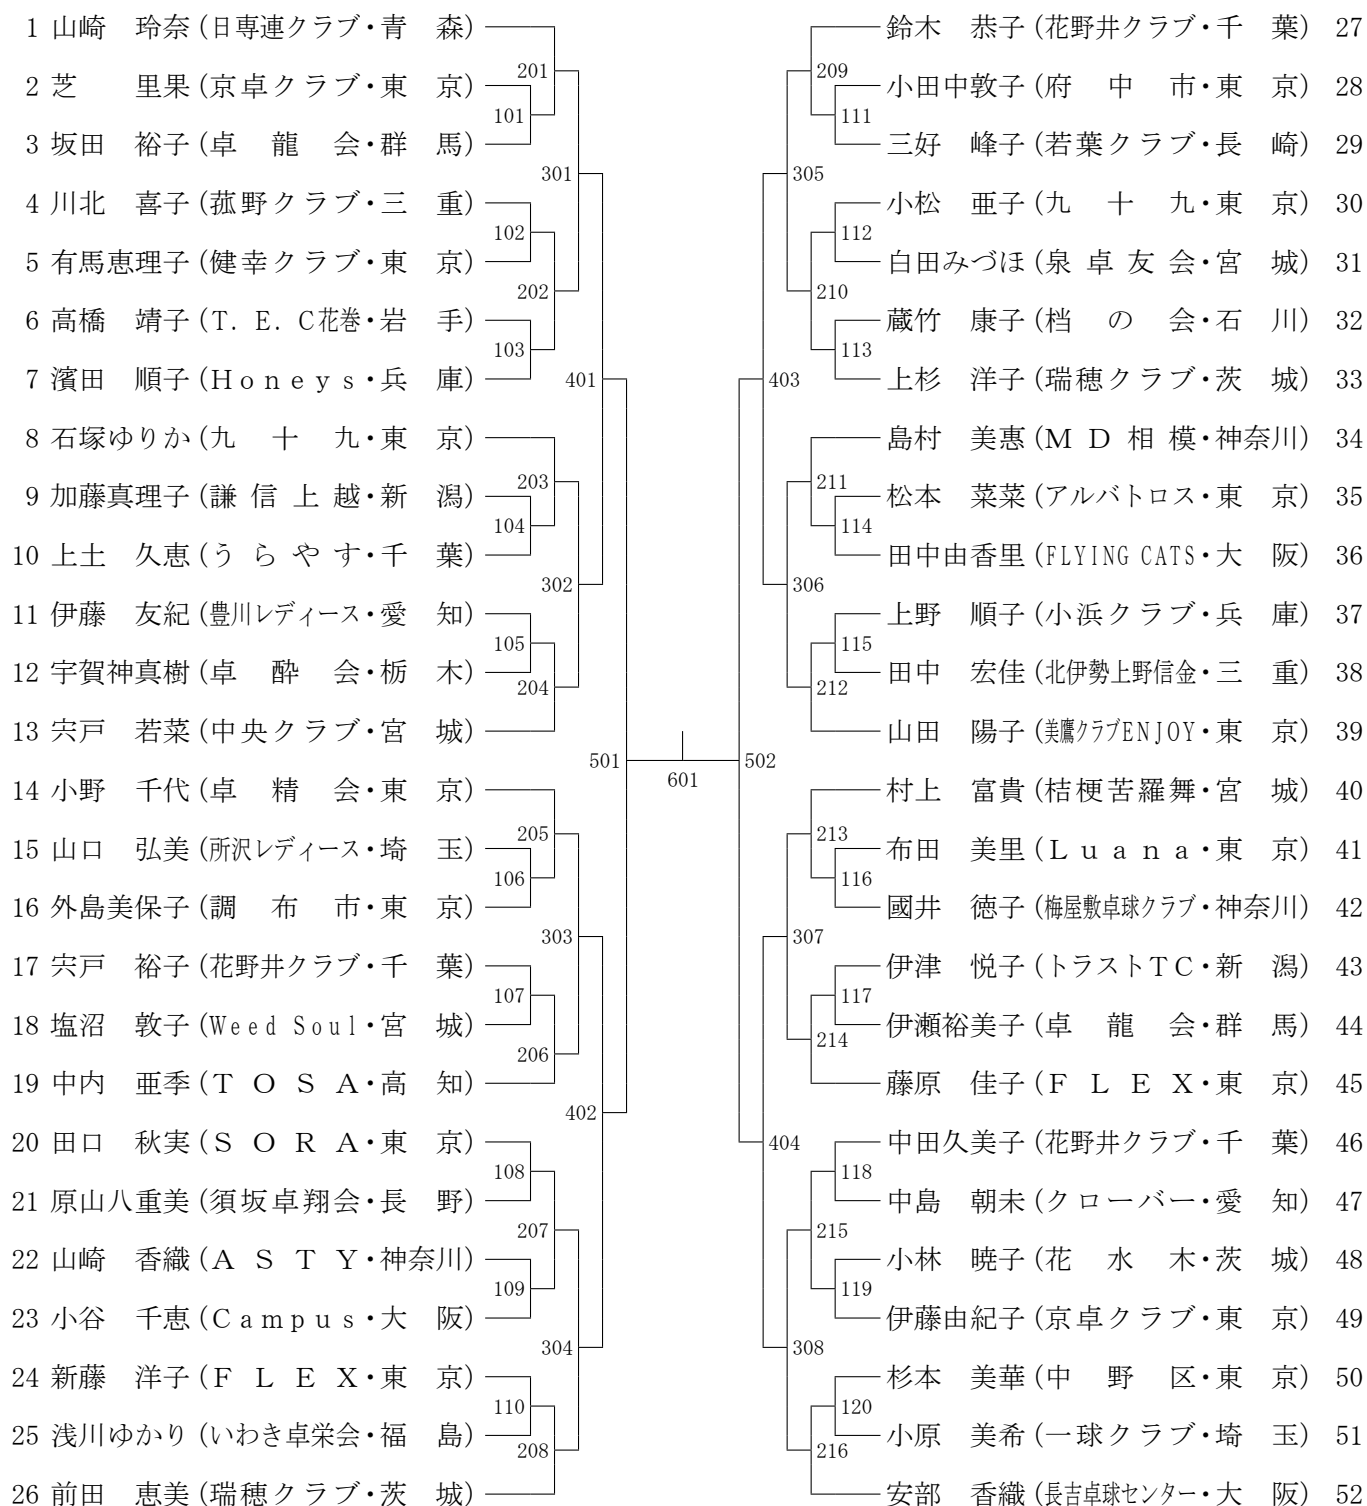 1 山崎　玲奈 (日専連クラブ・青　森)
2 芝　　里果 (京卓クラブ・東　京)
3 坂田　裕子 (卓　龍　会・群　馬)
4 川北　喜子 (菰野クラブ・三　重)
5 有馬恵理子 (健幸クラブ・東　京)
6 高橋　靖子 (T. E. C花巻・岩　手)
7 濱田　順子 (Ｈｏｎｅｙｓ・兵　庫)
8 石塚ゆりか (九　十　九・東　京)
9 加藤真理子 (謙 信 上 越・新　潟)
10 上土　久恵 (う ら や す・千　葉)
11 伊藤　友紀 (豊川レディース・愛　知)
12 宇賀神真樹 (卓　酔　会・栃　木)
13 宍戸　若菜 (中央クラブ・宮　城)
14 小野　千代 (卓　精　会・東　京)
15 山口　弘美 (所沢レディース・埼　玉)
16 外島美保子 (調　布　市・東　京)
17 宍戸　裕子 (花野井クラブ・千　葉)
18 塩沼　敦子 (Weed Soul・宮　城)
19 中内　亜季 (Ｔ Ｏ Ｓ Ａ・高　知)
20 田口　秋実 (Ｓ Ｏ Ｒ Ａ・東　京)
21 原山八重美 (須坂卓翔会・長　野)
22 山崎　香織 (Ａ Ｓ Ｔ Ｙ・神奈川)
23 小谷　千恵 (Ｃａｍｐｕｓ・大　阪)
24 新藤　洋子 (Ｆ Ｌ Ｅ Ｘ・東　京)
25 浅川ゆかり (いわき卓栄会・福　島)
26 前田　恵美 (瑞穂クラブ・茨　城)
101
102
103
104
105
106
107
108
109
110
201
202
203
204
205
206
207
208
301
302
303
304
401
402
501
601
502
403
404
305
306
307
308
209
210
211
212
213
214
215
216
111
112
113
114
115
116
117
118
119
120
鈴木　恭子 (花野井クラブ・千　葉) 27
小田中敦子 (府　中　市・東　京) 28
三好　峰子 (若葉クラブ・長　崎) 29
小松　亜子 (九　十　九・東　京) 30
白田みづほ (泉 卓 友 会・宮　城) 31
蔵竹　康子 (档　の　会・石　川) 32
上杉　洋子 (瑞穂クラブ・茨　城) 33
島村　美惠 (Ｍ Ｄ 相 模・神奈川) 34
松本　菜菜 (アルバトロス・東　京) 35
田中由香里 (FLYING CATS・大　阪) 36
上野　順子 (小浜クラブ・兵　庫) 37
田中　宏佳 (北伊勢上野信金・三　重) 38
山田　陽子 (美鷹クラブENJOY・東　京) 39
村上　富貴 (桔梗苦羅舞・宮　城) 40
布田　美里 (Ｌ ｕ ａ ｎ ａ・東　京) 41
國井　徳子 (梅屋敷卓球クラブ・神奈川) 42
伊津　悦子 (トラストＴＣ・新　潟) 43
伊瀬裕美子 (卓　龍　会・群　馬) 44
藤原　佳子 (Ｆ Ｌ Ｅ Ｘ・東　京) 45
中田久美子 (花野井クラブ・千　葉) 46
中島　朝未 (クローバー・愛　知) 47
小林　暁子 (花　水　木・茨　城) 48
伊藤由紀子 (京卓クラブ・東　京) 49
杉本　美華 (中　野　区・東　京) 50
小原　美希 (一球クラブ・埼　玉) 51
安部　香織 (長吉卓球センター・大　阪) 52